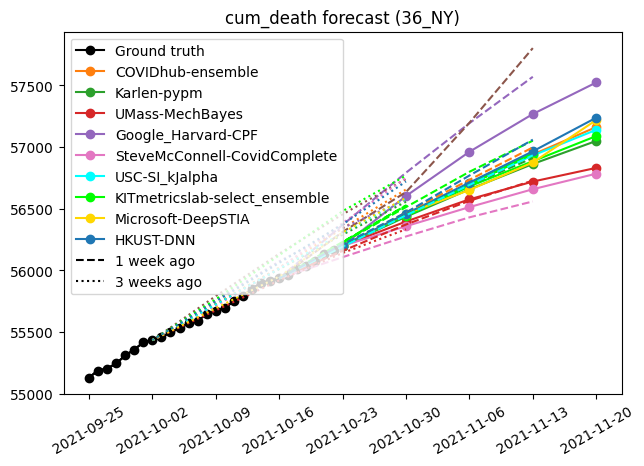 cum_death forecast (36_NY)
Ground truth
COVIDhub-ensemble
Karlen-pypm
UMass-MechBayes
Google_Harvard-CPF
SteveMcConnell-CovidComplete
USC-SI_kJalpha
KITmetricslab-select_ensemble
Microsoft-DeepSTIA
HKUST-DNN
1 week ago
3 weeks ago
57500
57000
56500
56000
55500
55000
2021-09-25
2021-10-02
2021-10-09
2021-10-16
2021-10-23
2021-10-30
2021-11-06
2021-11-13
2021-11-20